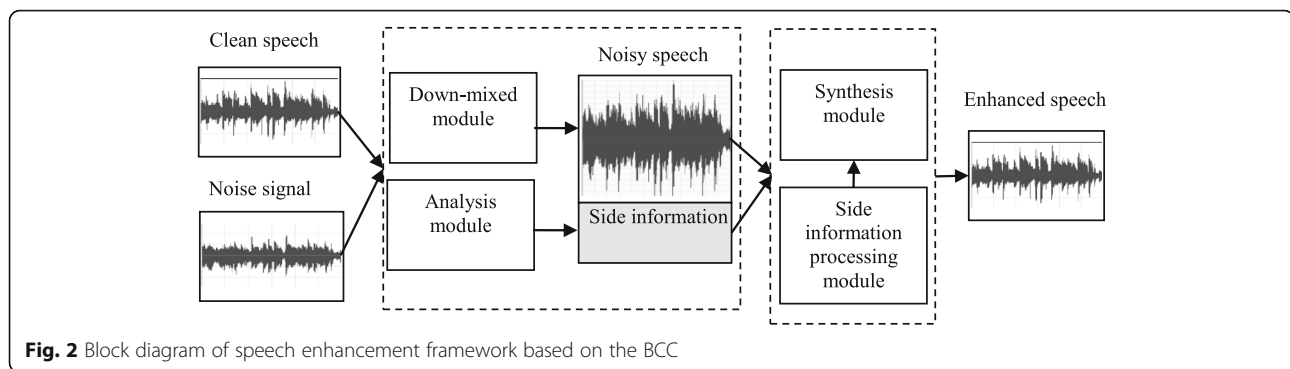 Clean speech
Noise signal
Down-mixed
module
Analysis
module
Noisy speech
Side information
Synthesis
module
Side
information
processing
module
Enhanced speech
Fig. 2 Block diagram of speech enhancement framework based on the BCC